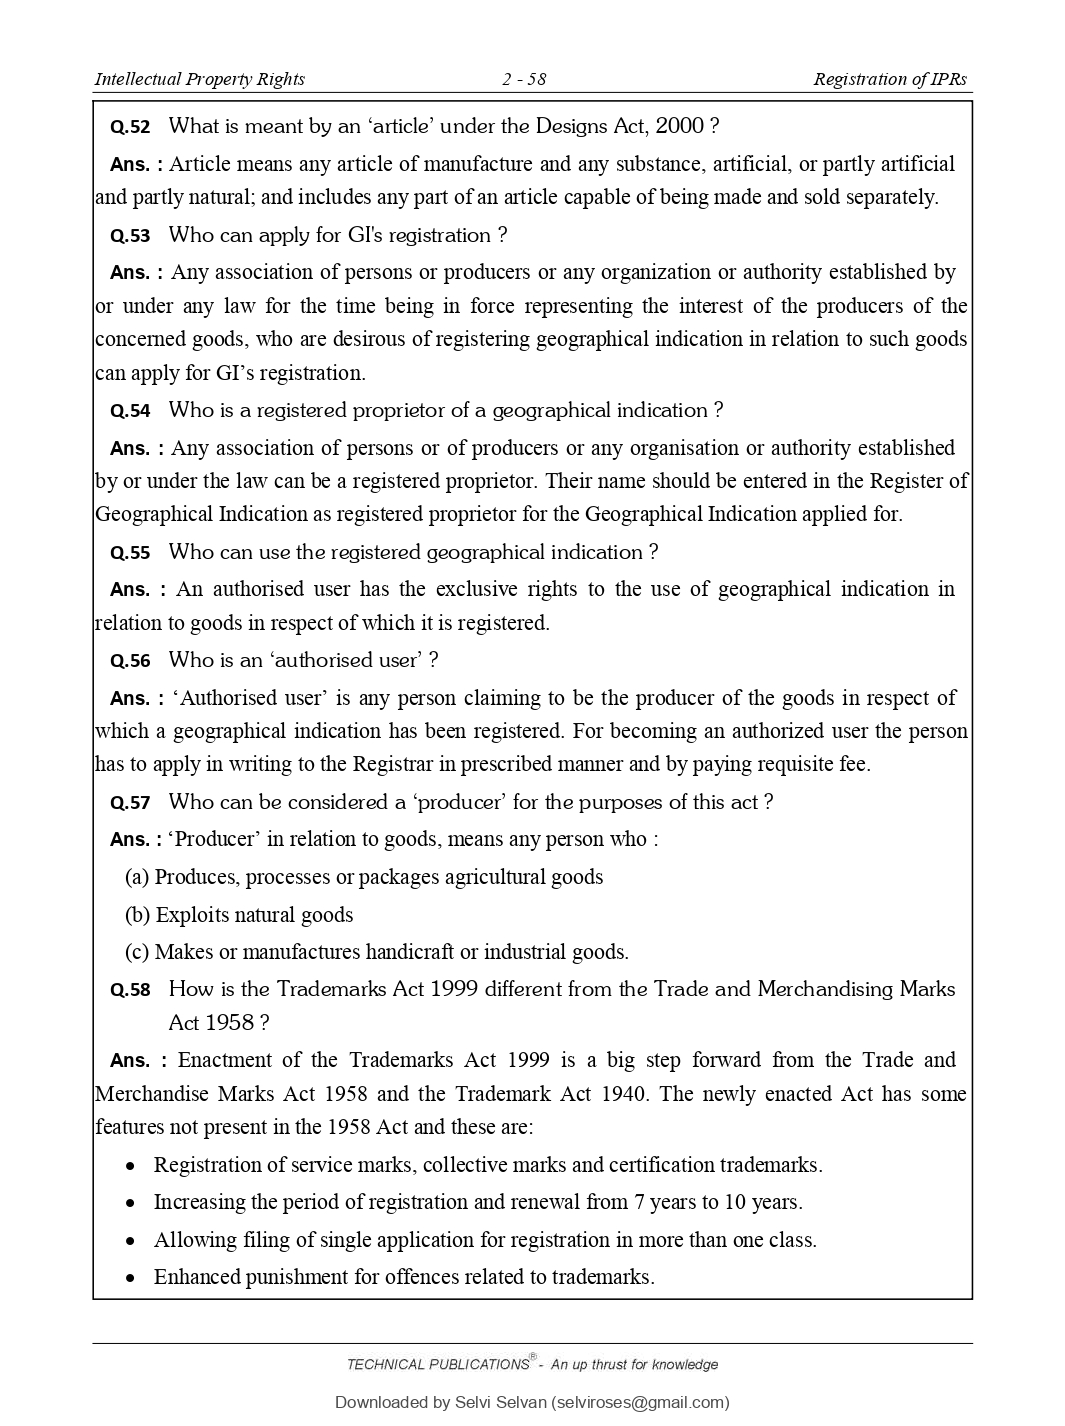 Intellectual Property Rights 2 - 58 Registration of IPRs
Q.52 What is meant by an ‘article’ under the Designs Act, 2000 ?
Ans. : Article means any article of manufacture and any substance, artificial, or partly artificial
and partly natural; and includes any part of an article capable of being made and sold separately.
Q.53 Who can apply for GI's registration ?
Ans. : Any association of persons or producers or any organization or authority established by
or under any law for the time being in force representing the interest of the producers of the
concerned goods, who are desirous of registering geographical indication in relation to such goods
can apply for GI’s registration.
Q.54 Who is a registered proprietor of a geographical indication ?
Ans. : Any association of persons or of producers or any organisation or authority established
by or under the law can be a registered proprietor. Their name should be entered in the Register of
Geographical Indication as registered proprietor for the Geographical Indication applied for.
Q.55 Who can use the registered geographical indication ?
Ans. : An authorised user has the exclusive rights to the use of geographical indication in
relation to goods in respect of which it is registered.
Q.56 Who is an ‘authorised user’ ?
Ans. : ‘Authorised user’ is any person claiming to be the producer of the goods in respect of
which a geographical indication has been registered. For becoming an authorized user the person
has to apply in writing to the Registrar in prescribed manner and by paying requisite fee.
Q.57 Who can be considered a ‘producer’ for the purposes of this act ?
Ans. : ‘Producer’ in relation to goods, means any person who :
(a) Produces, processes or packages agricultural goods
(b) Exploits natural goods
(c) Makes or manufactures handicraft or industrial goods.
Q.58 How is the Trademarks Act 1999 different from the Trade and Merchandising Marks
Act 1958 ?
Ans. : Enactment of the Trademarks Act 1999 is a big step forward from the Trade and
Merchandise Marks Act 1958 and the Trademark Act 1940. The newly enacted Act has some
features not present in the 1958 Act and these are:
• Registration of service marks, collective marks and certification trademarks.
• Increasing the period of registration and renewal from 7 years to 10 years.
• Allowing filing of single application for registration in more than one class.
• Enhanced punishment for offences related to trademarks.
TECHNICAL PUBLICATIONS® - An up thrust for knowledge
Downloaded by Selvi Selvan (selviroses@gmail.com)